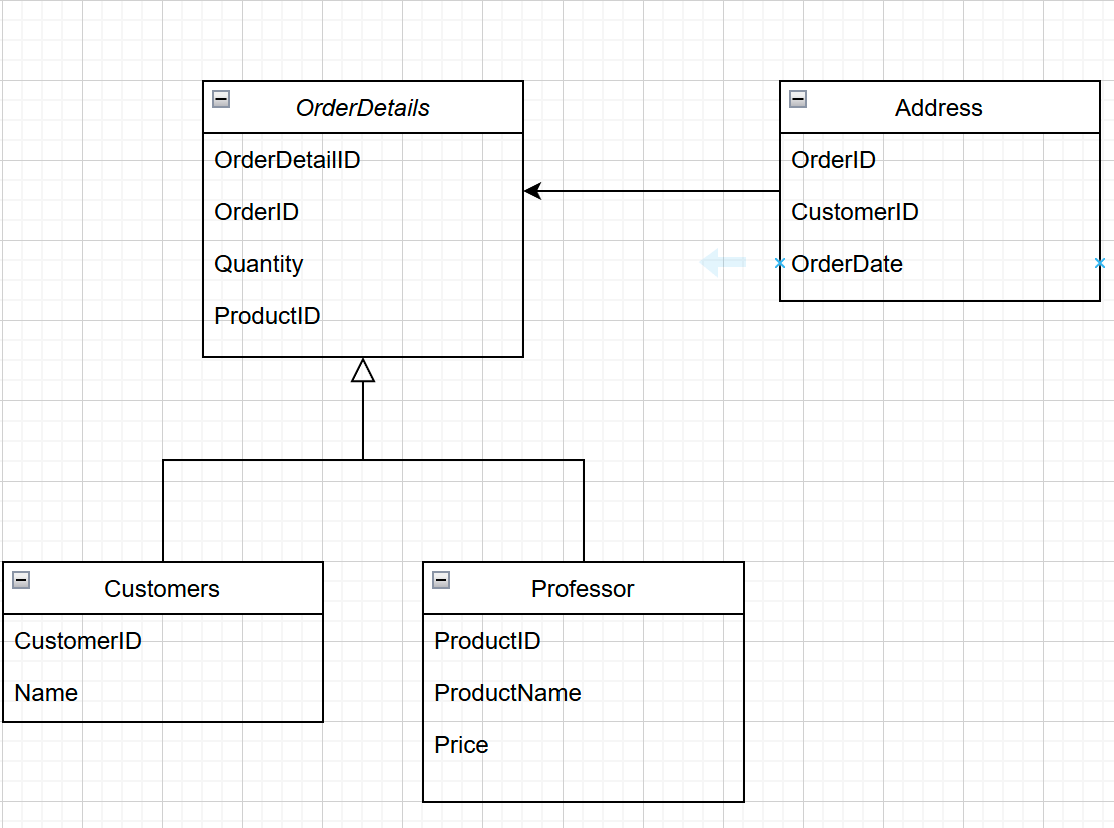 OrderDetails
OrderDetailID
OrderID
Quantity
ProductID
Address
OrderID
CustomerID
OrderDate
Customers
CustomerID
Name
Professor
ProductID
ProductName
Price